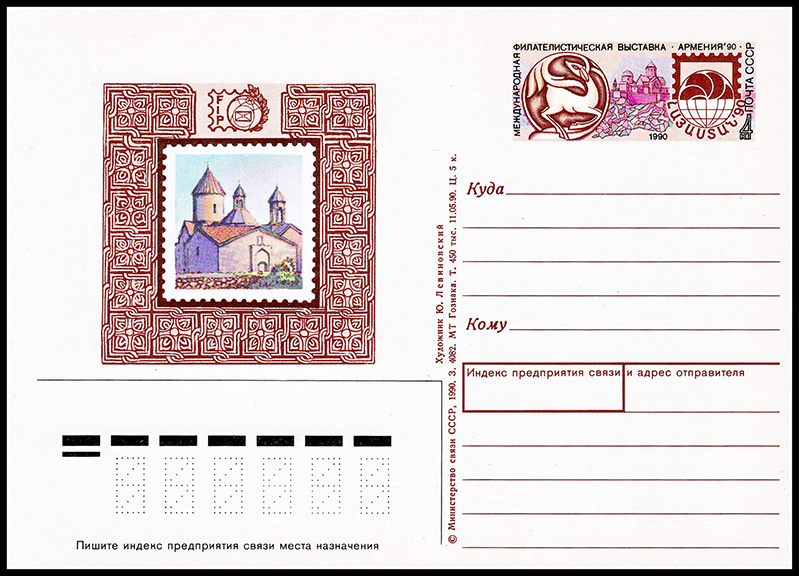 FIP
МЕЖДУНАРОДНАЯ ФИЛАТЕЛИСТИЧЕСКАЯ ВЫСТАВКА · АРМЕНИЯ'90 · ПОЧТА СССР
1990
ՀԱՅԱՍՏԱՆ·90
4
Куда
Кому
Индекс предприятия связи и адрес отправителя
© Министерство связи СССР, 1990. З. 4082. МТ Гознака. Т. 450 тыс. 11.05.90. Ц. 5 к.
Художник Ю. Левиновский
Пишите индекс предприятия связи места назначения